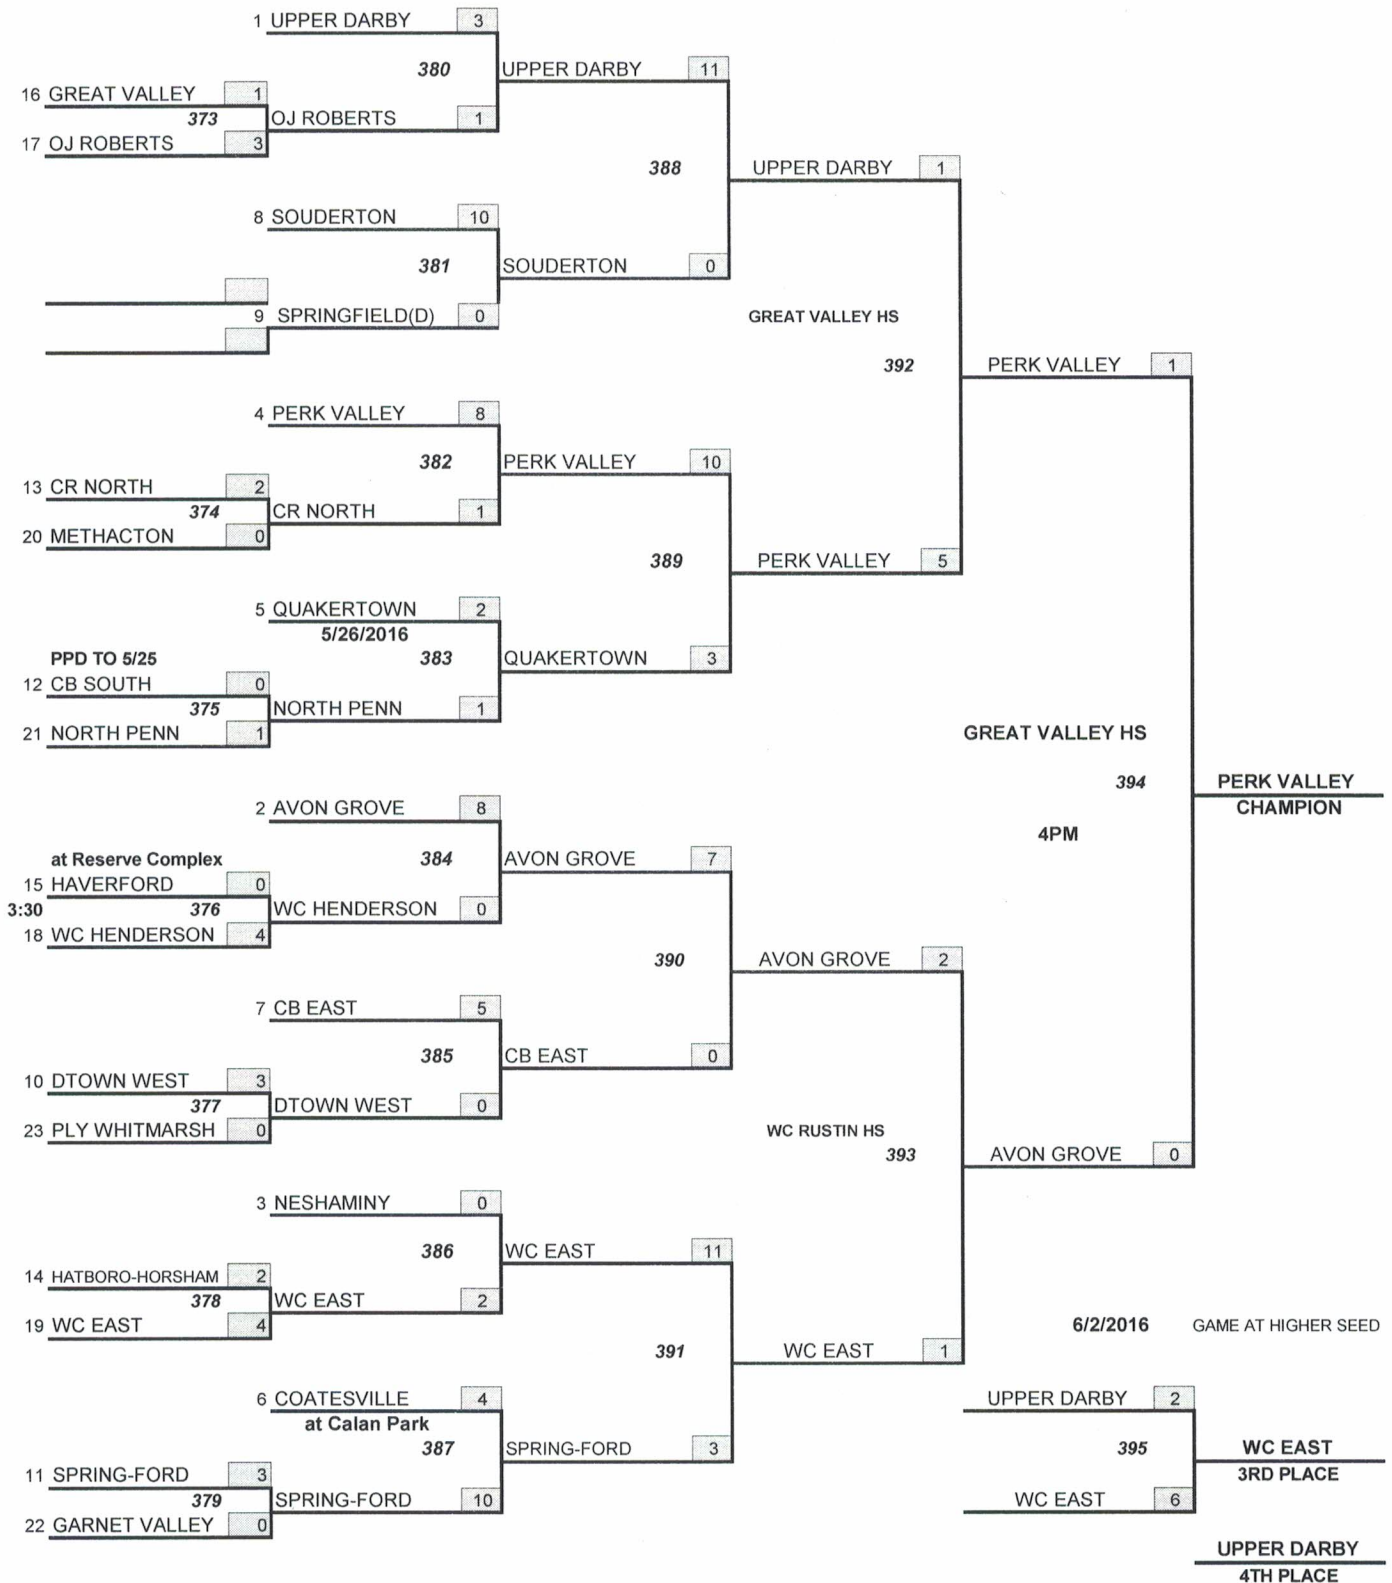 1 UPPER DARBY 3
380 UPPER DARBY 11
16 GREAT VALLEY 1
373 OJ ROBERTS 1
17 OJ ROBERTS 3
388 UPPER DARBY 1
8 SOUDERTON 10
381 SOUDERTON 0
9 SPRINGFIELD(D) 0
GREAT VALLEY HS
392 PERK VALLEY 1
4 PERK VALLEY 8
382 PERK VALLEY 10
13 CR NORTH 2
374 CR NORTH 1
20 METHACTON 0
389 PERK VALLEY 5
5 QUAKERTOWN 2
5/26/2016
383 QUAKERTOWN 3
PPD TO 5/25
12 CB SOUTH 0
375 NORTH PENN 1
21 NORTH PENN 1
GREAT VALLEY HS
394 PERK VALLEY
CHAMPION
4PM
2 AVON GROVE 8
384 AVON GROVE 7
at Reserve Complex
15 HAVERFORD 0
3:30 376 WC HENDERSON 0
18 WC HENDERSON 4
390 AVON GROVE 2
7 CB EAST 5
385 CB EAST 0
10 DTOWN WEST 3
377 DTOWN WEST 0
23 PLY WHITMARSH 0
WC RUSTIN HS
393 AVON GROVE 0
3 NESHAMINY 0
386 WC EAST 11
14 HATBORO-HORSHAM 2
378 WC EAST 2
19 WC EAST 4
6/2/2016 GAME AT HIGHER SEED
391 WC EAST 1
6 COATESVILLE 4
at Calan Park
UPPER DARBY 2
387 SPRING-FORD 3
395 WC EAST
3RD PLACE
11 SPRING-FORD 3
379 SPRING-FORD 10
WC EAST 6
22 GARNET VALLEY 0
UPPER DARBY
4TH PLACE